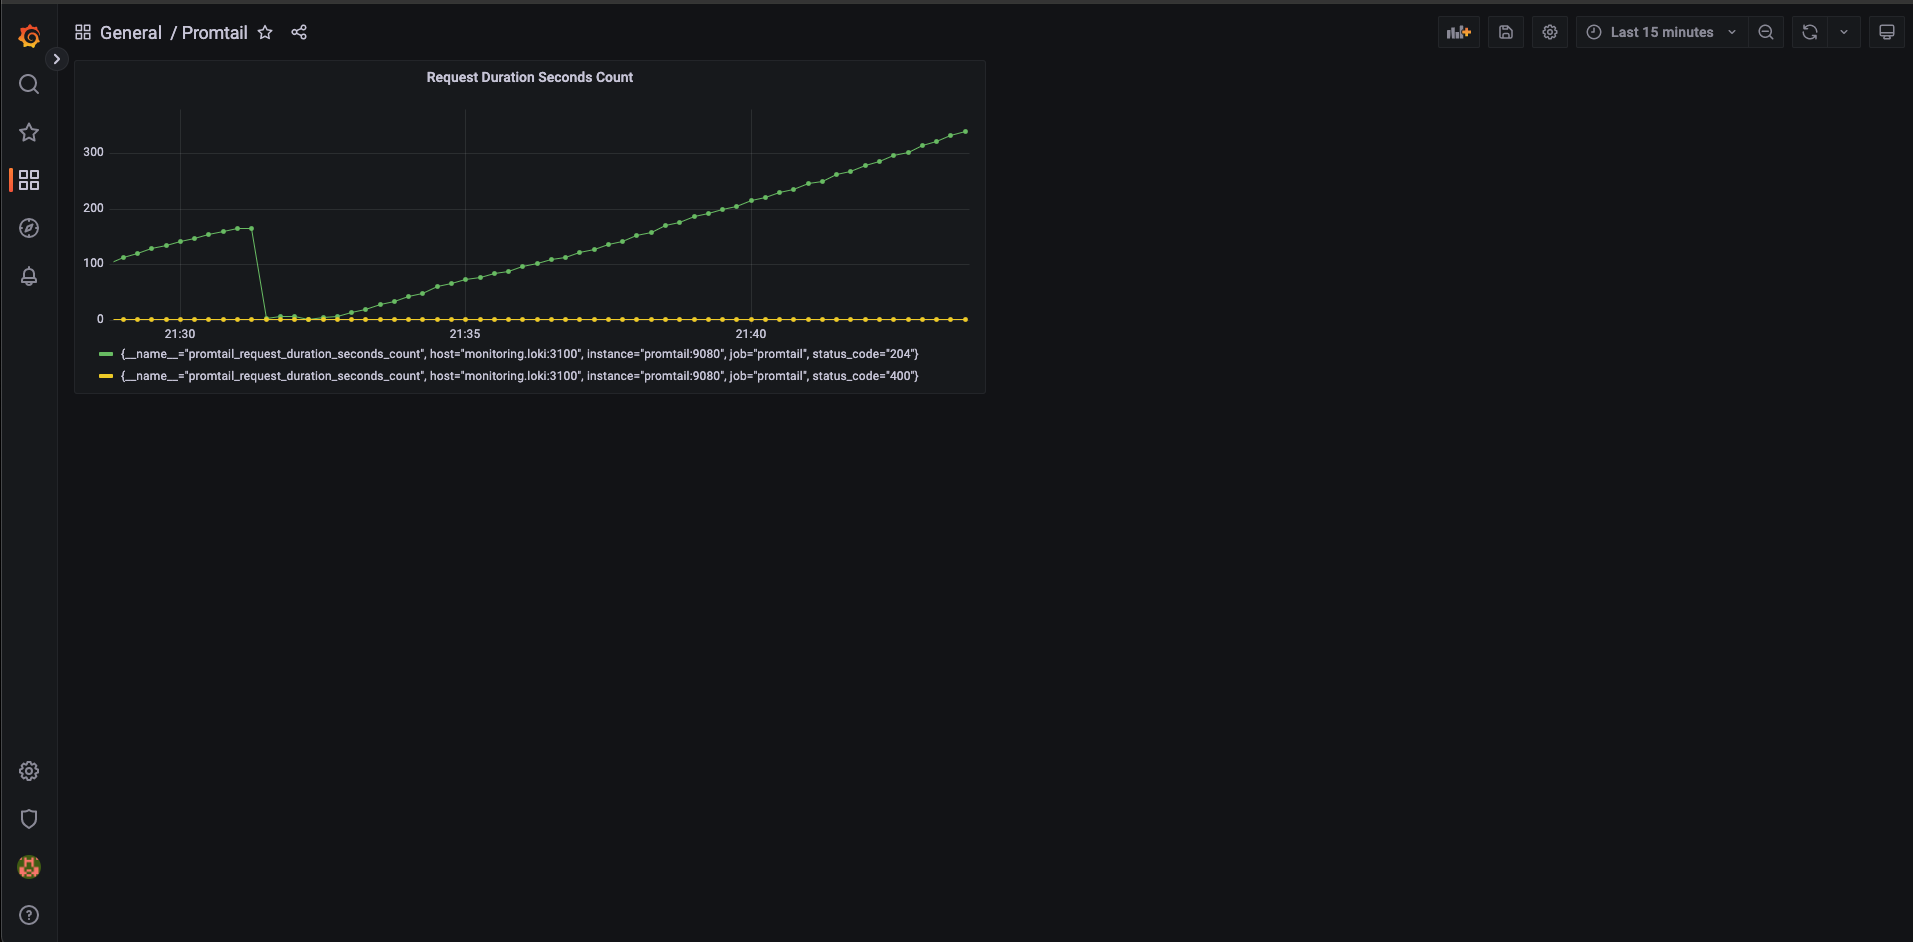 General / Promtail
Last 15 minutes
Request Duration Seconds Count
300
200
100
0
21:30 21:35 21:40
{__name__="promtail_request_duration_seconds_count", host="monitoring.loki:3100", instance="promtail:9080", job="promtail", status_code="204"}
{__name__="promtail_request_duration_seconds_count", host="monitoring.loki:3100", instance="promtail:9080", job="promtail", status_code="400"}